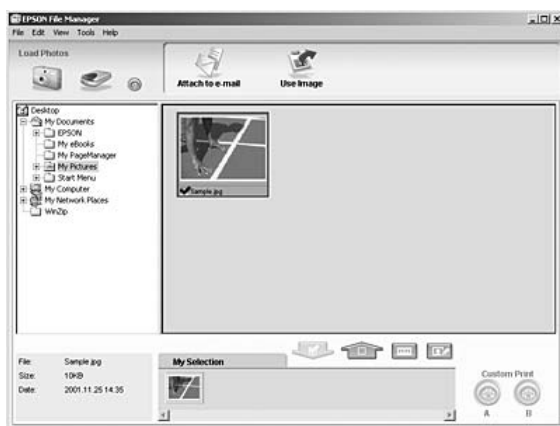 EPSON File Manager
File Edit View Tools Help
Load Photos
Attach to e-mail Use Image
Desktop
My Documents
EPSON
My eBooks
My PageManager
My Pictures
Start Menu
My Computer
My Network Places
WinZip
Sample.jpg
File: Sample.jpg
Size: 10KB
Date: 2001.11.25 14:35
My Selection
Custom Print
A B